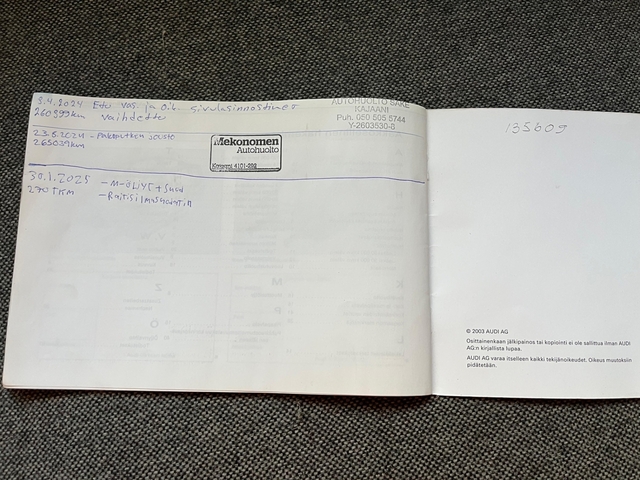 5.4.2024 Etu vas. ja oik. sivuluisinnostimet
260999km vaihdettu
AUTOHUOLTO SAKE
KAJAANI
Puh. 050 505 5744
Y-2603530-8
23.8.2024 - Pakoputken jousto
265039km
Mekonomen
Autohuolto
30.1.2025 - M-öLJYT + Suod
270 TKM - Raitisilmasuodatin
135609
© 2003 AUDI AG
Osittainenkaan jälkipainos tai kopiointi ei ole sallittua ilman AUDI
AG:n kirjallista lupaa.
AUDI AG varaa itselleen kaikki tekijänoikeudet. Oikeus muutoksiin
pidätetään.